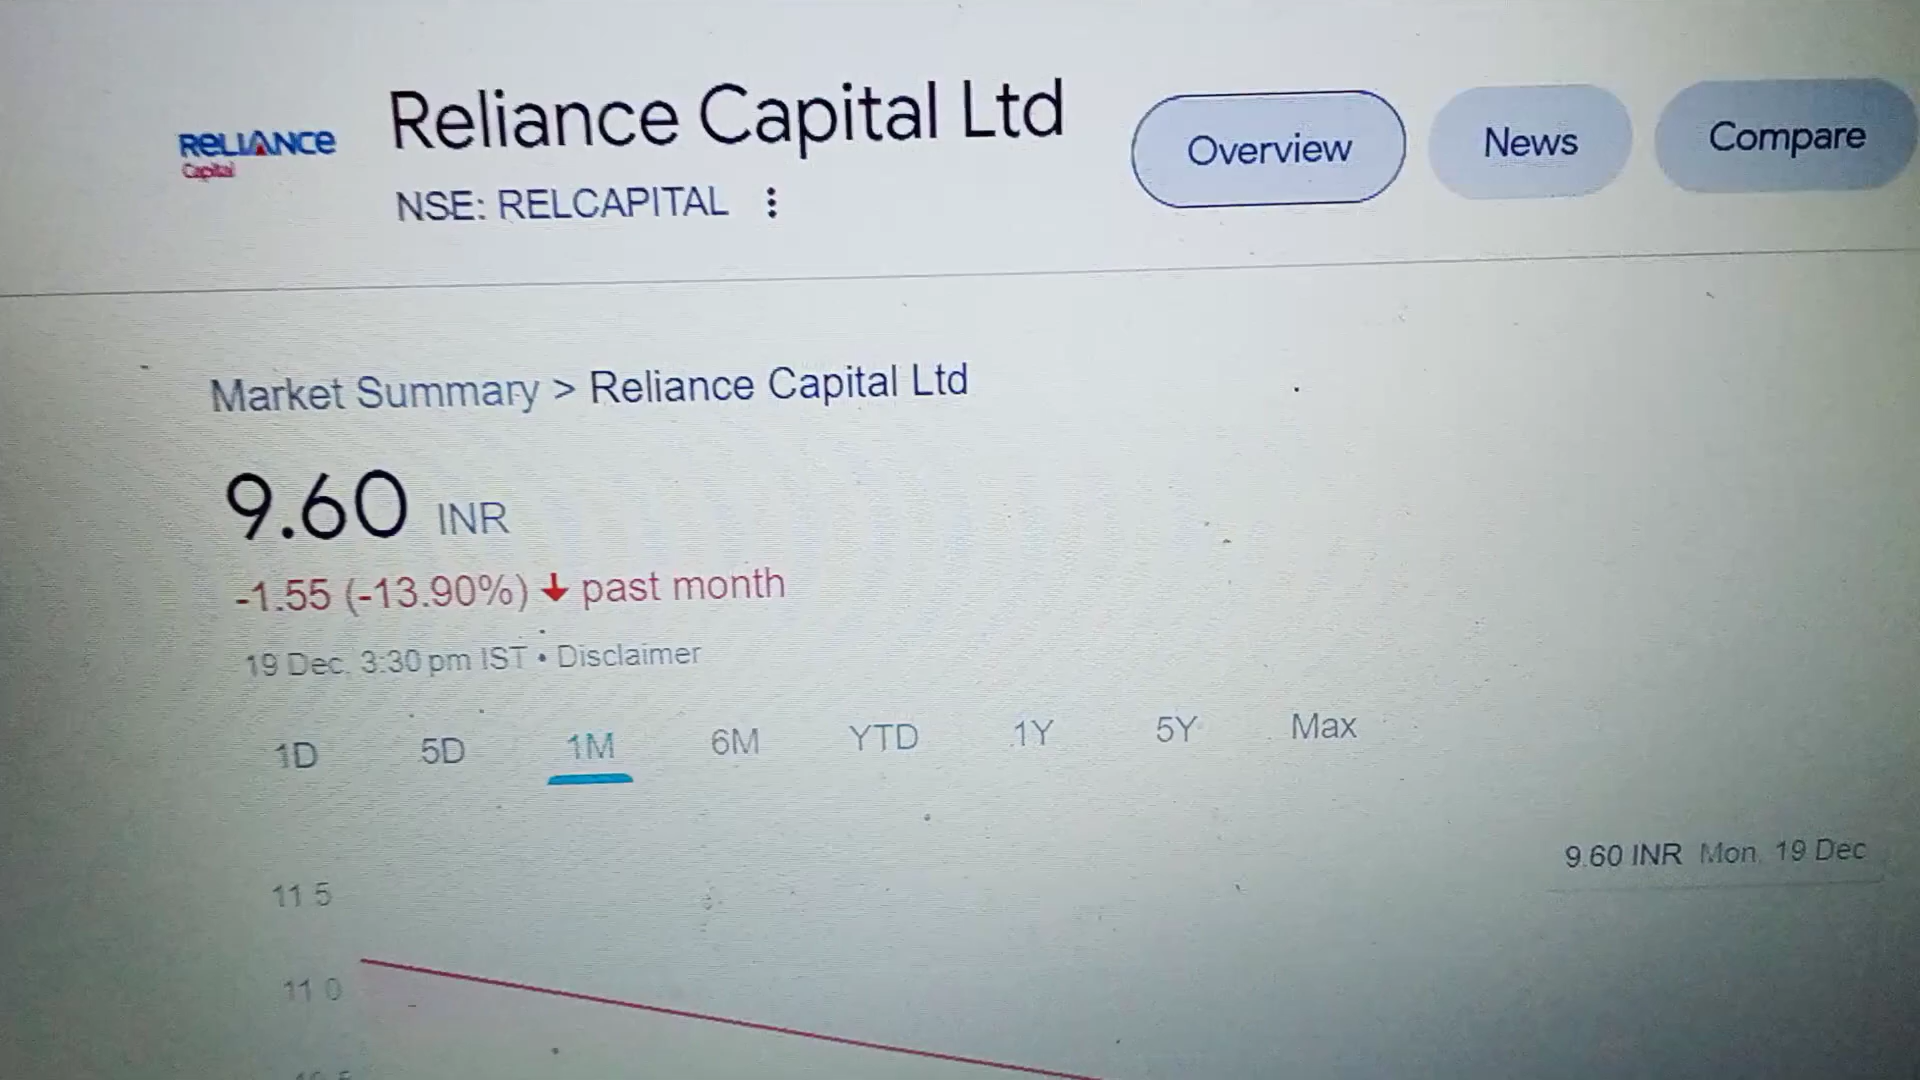 RELIANCE
Capital
Reliance Capital Ltd
NSE: RELCAPITAL
Overview
News
Compare
Market Summary > Reliance Capital Ltd
9.60 INR
-1.55 (-13.90%) ↓ past month
19 Dec, 3:30 pm IST • Disclaimer
1D 5D 1M 6M YTD 1Y 5Y Max
9.60 INR Mon, 19 Dec
11.5
11.0